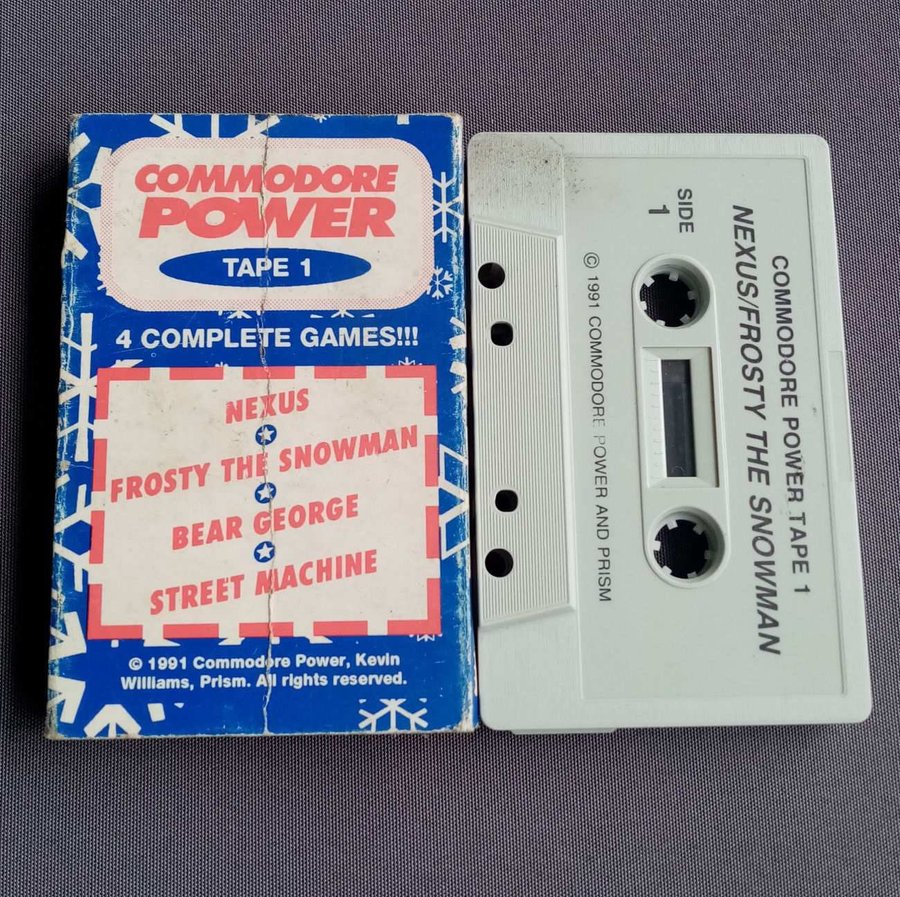 COMMODORE
POWER
TAPE 1
4 COMPLETE GAMES!!!
NEXUS
FROSTY THE SNOWMAN
BEAR GEORGE
STREET MACHINE
© 1991 Commodore Power, Kevin
Williams, Prism. All rights reserved.
COMMODORE POWER TAPE 1
NEXUS/FROSTY THE SNOWMAN
SIDE
1
© 1991 COMMODORE POWER AND PRISM